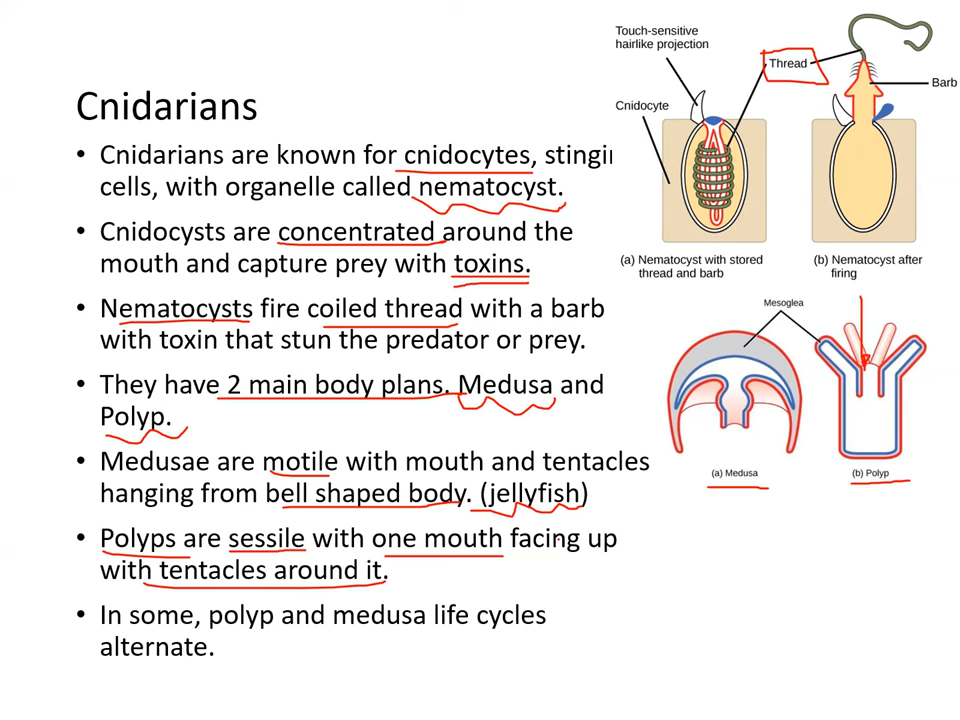 Cnidarians
• Cnidarians are known for cnidocytes,
cells, with organelle called nematocyst.
• Cnidocysts are concentrated around the
mouth and capture prey with toxins.
• Nematocysts fire coiled thread with a barb
with toxin that stun the predator or prey.
• They have 2 main body plans. Medusa and
Polyp.
• Medusae are motile with mouth and tentacles
hanging from bell shaped body. (jellyfish)
• Polyps are sessile with one mouth facing up
with tentacles around it.
• In some, polyp and medusa life cycles
alternate.
Touch-sensitive
hairlike projection
Thread
Barb
Cnidocyte
(a) Nematocyst with stored
thread and barb
(b) Nematocyst after
firing
Mesoglea
(a) Medusa
(b) Polyp